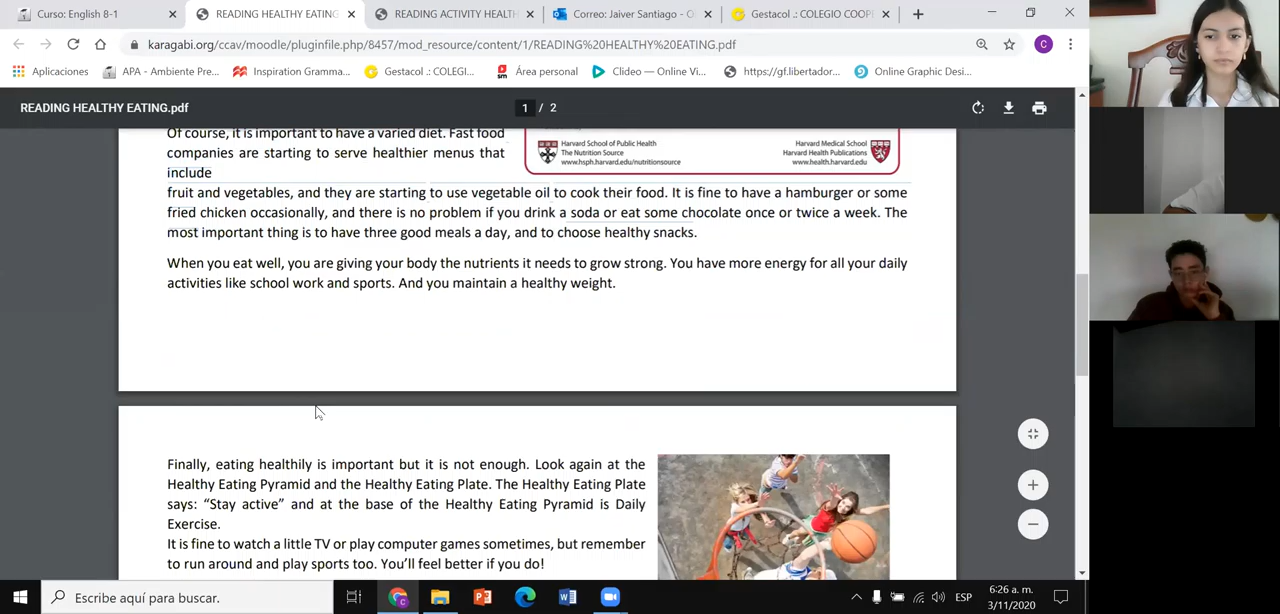 Curso: English 8-1
READING HEALTHY EATING
READING ACTIVITY HEALTH
Correo: Jaiver Santiago - O
Gestacol .: COLEGIO COOP
karagabi.org/ccav/moodle/pluginfile.php/8457/mod_resource/content/1/READING%20HEALTHY%20EATING.pdf
C
Aplicaciones
APA - Ambiente Pre...
Inspiration Gramma...
Gestacol .: COLEGI...
Área personal
Clideo — Online Vi...
https://gf.libertador...
Online Graphic Desi...
READING HEALTHY EATING.pdf
1 / 2
Of course, it is important to have a varied diet. Fast food
companies are starting to serve healthier menus that
include
Harvard School of Public Health
The Nutrition Source
www.hsph.harvard.edu/nutritionsource
Harvard Medical School
Harvard Health Publications
www.health.harvard.edu
fruit and vegetables, and they are starting to use vegetable oil to cook their food. It is fine to have a hamburger or some
fried chicken occasionally, and there is no problem if you drink a soda or eat some chocolate once or twice a week. The
most important thing is to have three good meals a day, and to choose healthy snacks.
When you eat well, you are giving your body the nutrients it needs to grow strong. You have more energy for all your daily
activities like school work and sports. And you maintain a healthy weight.
Finally, eating healthily is important but it is not enough. Look again at the
Healthy Eating Pyramid and the Healthy Eating Plate. The Healthy Eating Plate
says: “Stay active” and at the base of the Healthy Eating Pyramid is Daily
Exercise.
It is fine to watch a little TV or play computer games sometimes, but remember
to run around and play sports too. You’ll feel better if you do!
Escribe aquí para buscar.
ESP
6:26 a. m.
3/11/2020